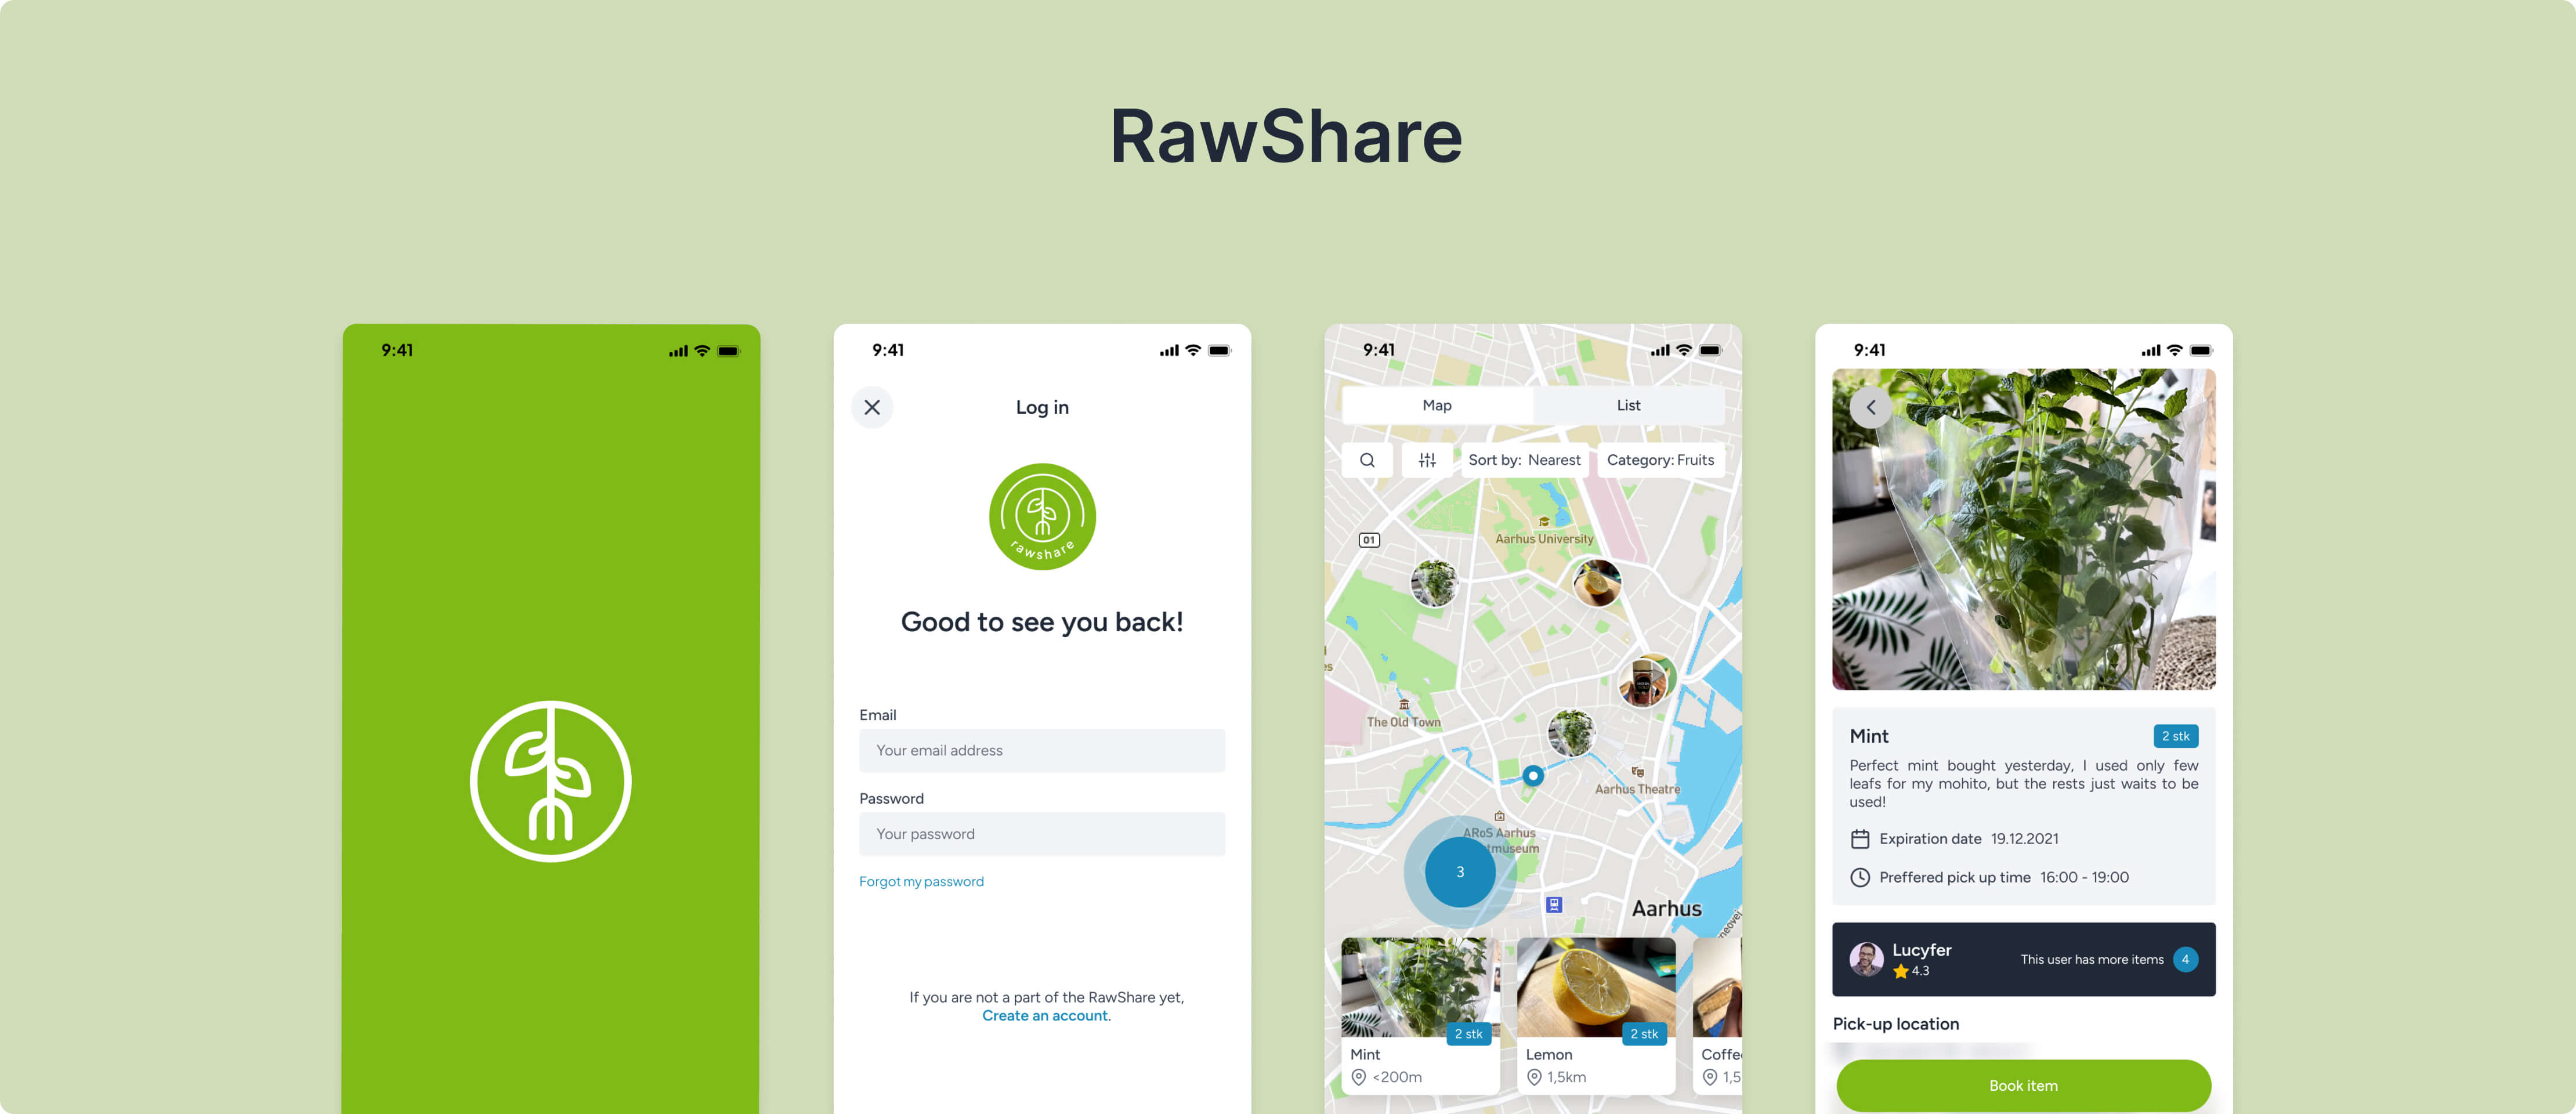 RawShare
9:41
9:41
Log in
rawshare
Good to see you back!
Email
Your email address
Password
Your password
Forgot my password
If you are not a part of the RawShare yet,
Create an account.
9:41
Map
List
Sort by: Nearest
Category: Fruits
Aarhus University
01
es
The Old Town
Aarhus Theatre
ARoS Aarhus
tmuseum
3
Aarhus
2 stk
2 stk
Mint
Lemon
Coffe
<200m
1,5km
1,5
9:41
Mint
2 stk
Perfect mint bought yesterday, I used only few
leafs for my mohito, but the rests just waits to be
used!
Expiration date 19.12.2021
Preffered pick up time 16:00 - 19:00
Lucyfer
4.3
This user has more items 4
Pick-up location
Book item